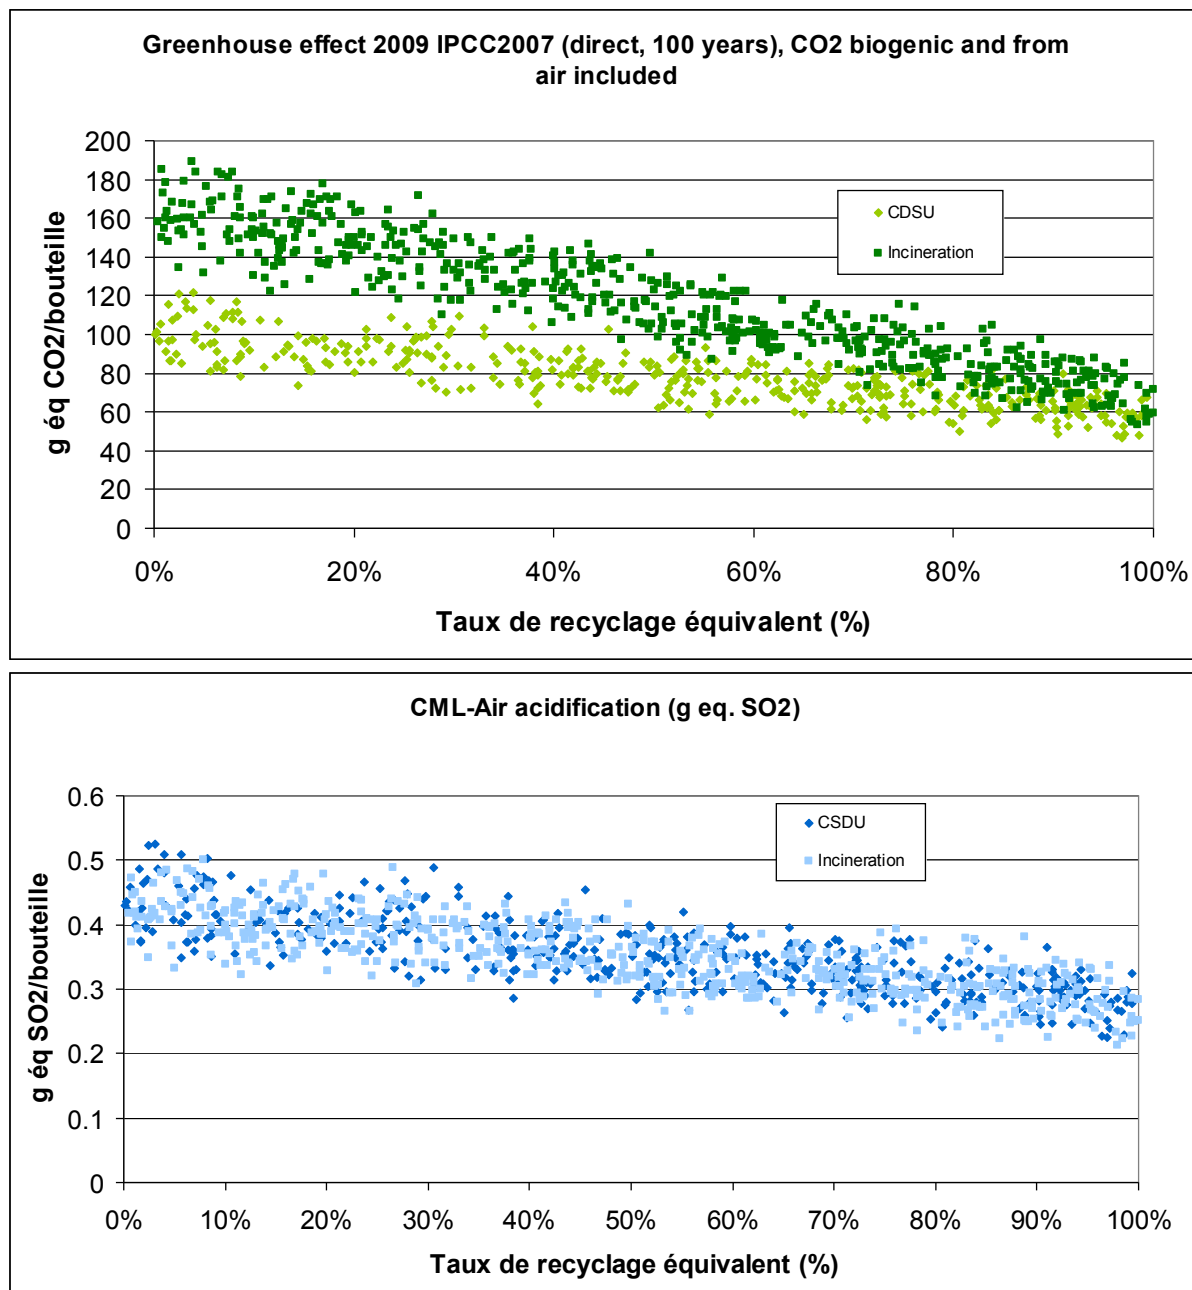 Greenhouse effect 2009 IPCC2007 (direct, 100 years), CO2 biogenic and from
air included
g éq CO2/bouteille
200
180
160
140
120
100
80
60
40
20
0
CDSU
Incineration
0% 20% 40% 60% 80% 100%
Taux de recyclage équivalent (%)
CML-Air acidification (g eq. SO2)
g éq SO2/bouteille
0.6
0.5
0.4
0.3
0.2
0.1
0
CSDU
Incineration
0% 10% 20% 30% 40% 50% 60% 70% 80% 90% 100%
Taux de recyclage équivalent (%)